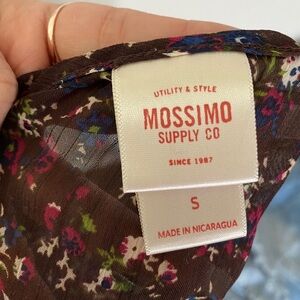 UTILITY & STYLE
MOSSIMO
SUPPLY CO
SINCE 1987
S
MADE IN NICARAGUA